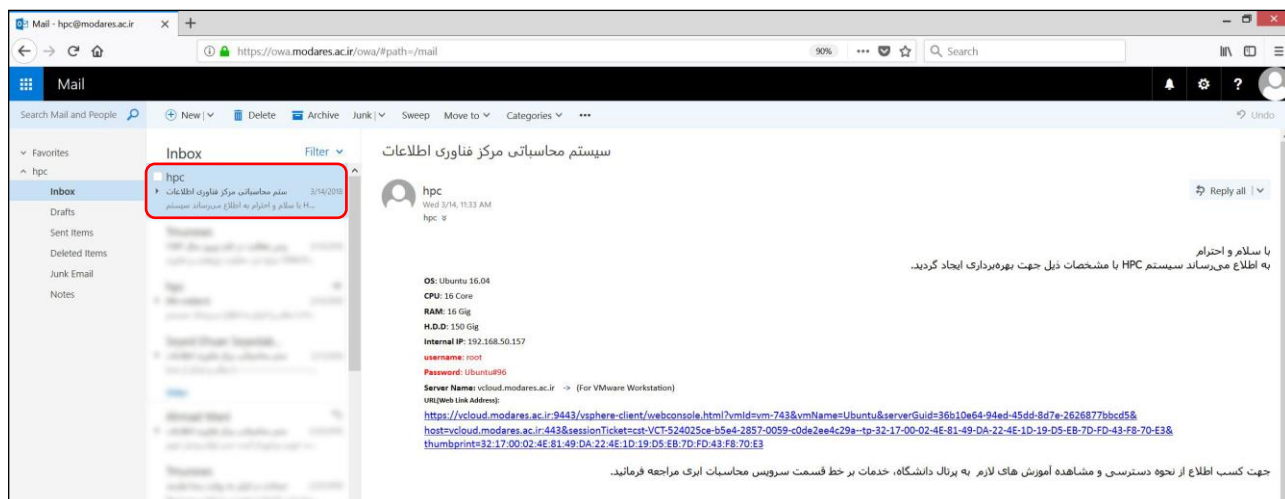 Mail - hpc@modares.ac.ir
https://owa.modares.ac.ir/owa/#path=/mail
90%
Search
Mail
Search Mail and People
New
Delete
Archive
Junk
Sweep
Move to
Categories
Undo
Favorites
hpc
Inbox
Drafts
Sent Items
Deleted Items
Junk Email
Notes
Inbox
Filter
hpc
ستم محاسباتی مرکز فناوری اطلاعات 3/14/2018
با سلام و احترام به اطلاع می‌رساند سیستم H...
سیستم محاسباتی مرکز فناوری اطلاعات
hpc
Wed 3/14, 11:33 AM
hpc
Reply all
با سلام و احترام
به اطلاع می‌رساند سیستم HPC با مشخصات ذیل جهت بهره‌برداری ایجاد گردید.
OS: Ubuntu 16.04
CPU: 16 Core
RAM: 16 Gig
H.D.D: 150 Gig
Internal IP: 192.168.50.157
username: root
Password: Ubuntu#96
Server Name: vcloud.modares.ac.ir -> (For VMware Workstation)
URL(Web Link Address):
https://vcloud.modares.ac.ir:9443/vsphere-client/webconsole.html?vmId=vm-743&vmName=Ubuntu&serverGuid=36b10e64-94ed-45dd-8d7e-2626877bbcd5&
host=vcloud.modares.ac.ir:443&sessionTicket=cst-VCT-524025ce-b5e4-2857-0059-c0de2ee4c29a--tp-32-17-00-02-4E-81-49-DA-22-4E-1D-19-D5-EB-7D-FD-43-F8-70-E3&
thumbprint=32:17:00:02:4E:81:49:DA:22:4E:1D:19:D5:EB:7D:FD:43:F8:70:E3
جهت کسب اطلاع از نحوه دسترسی و مشاهده آموزش های لازم به پرتال دانشگاه، خدمات بر خط قسمت سرویس محاسبات ابری مراجعه فرمائید.